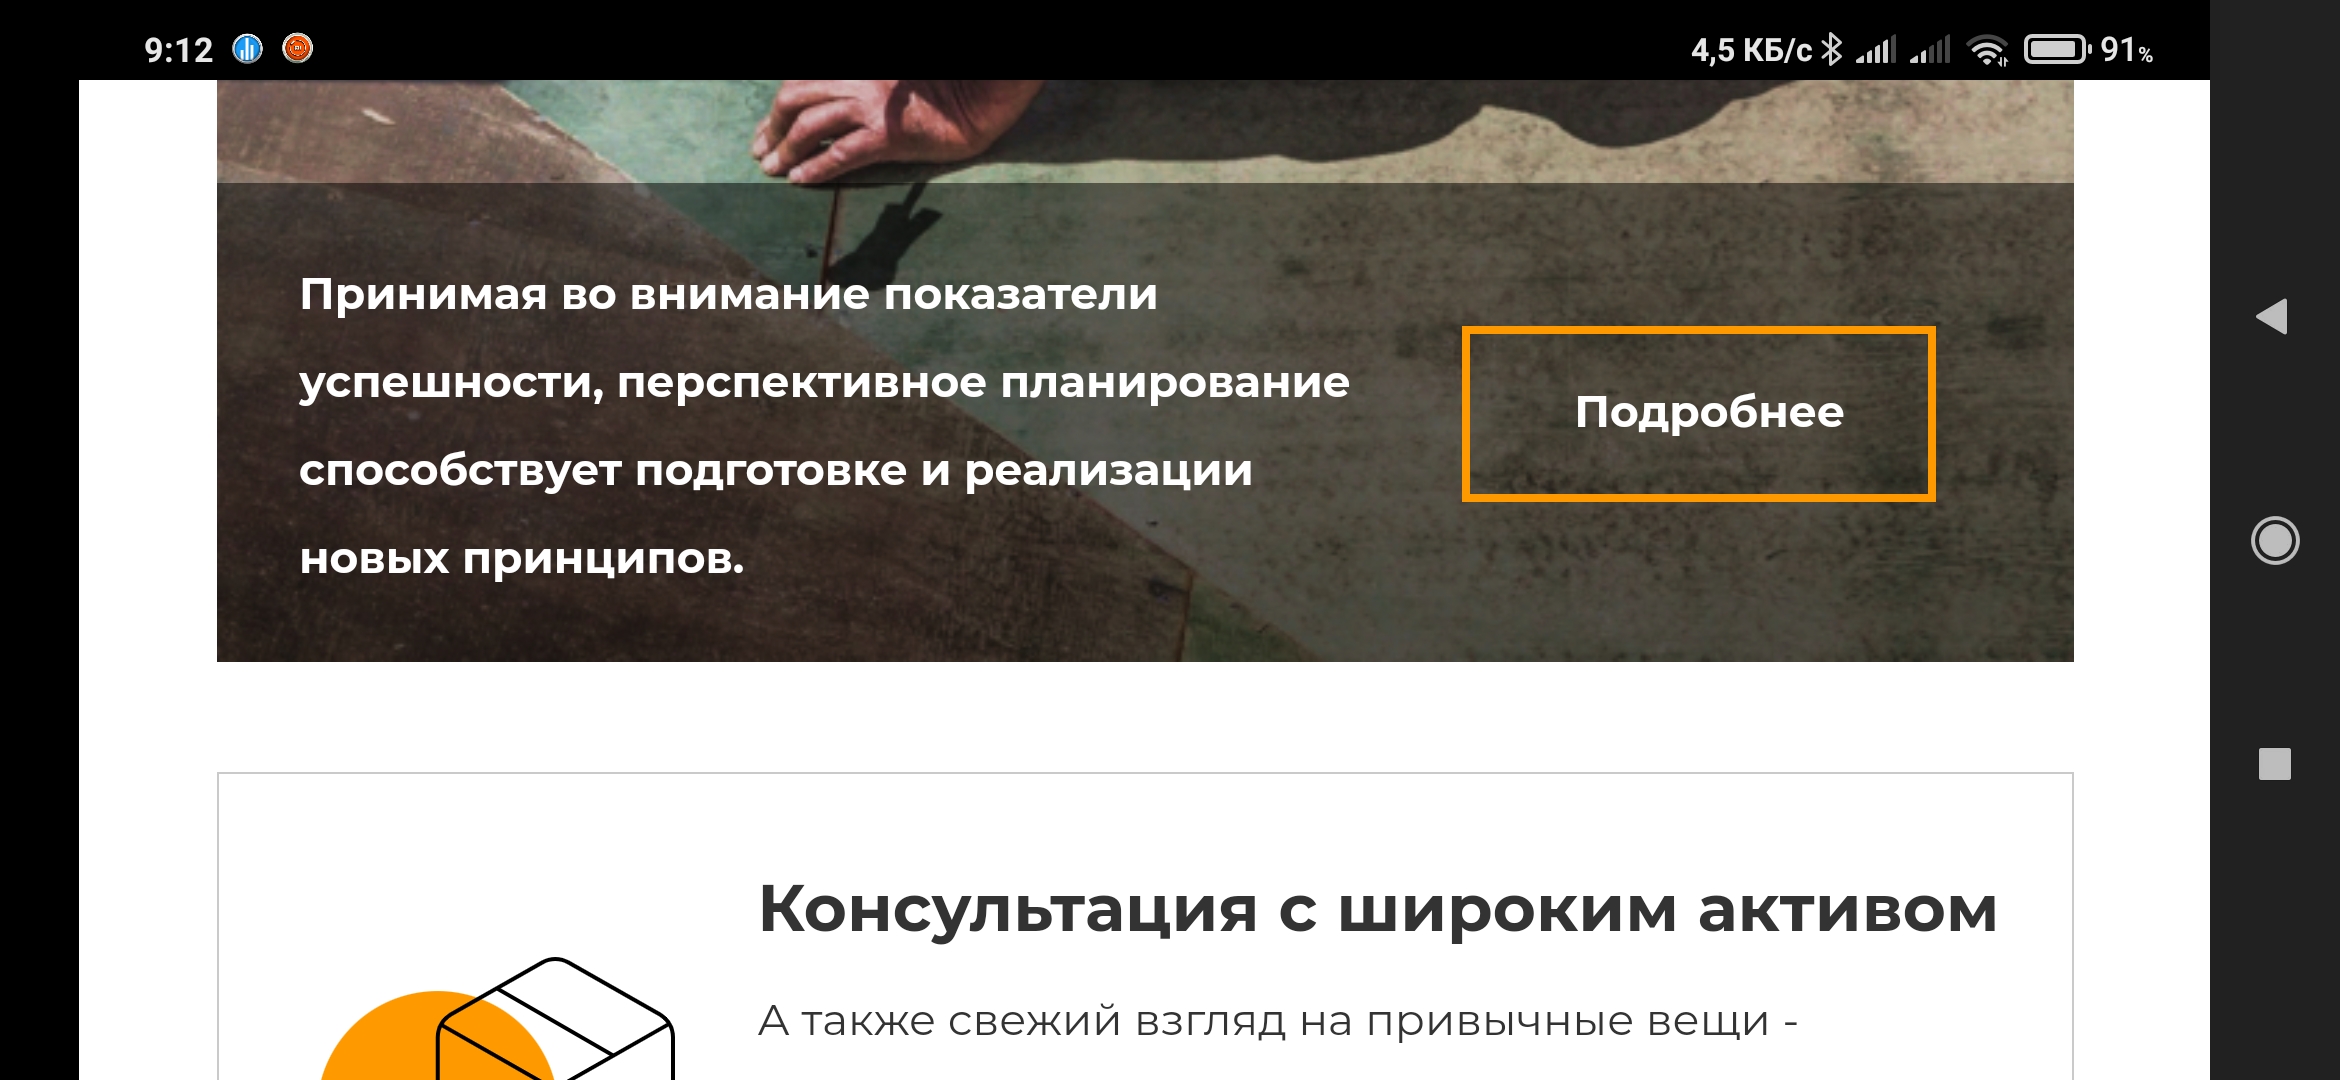 9:12
4,5 КБ/с 91%
Принимая во внимание показатели
успешности, перспективное планирование
способствует подготовке и реализации
новых принципов.
Подробнее
Консультация с широким активом
А также свежий взгляд на привычные вещи -